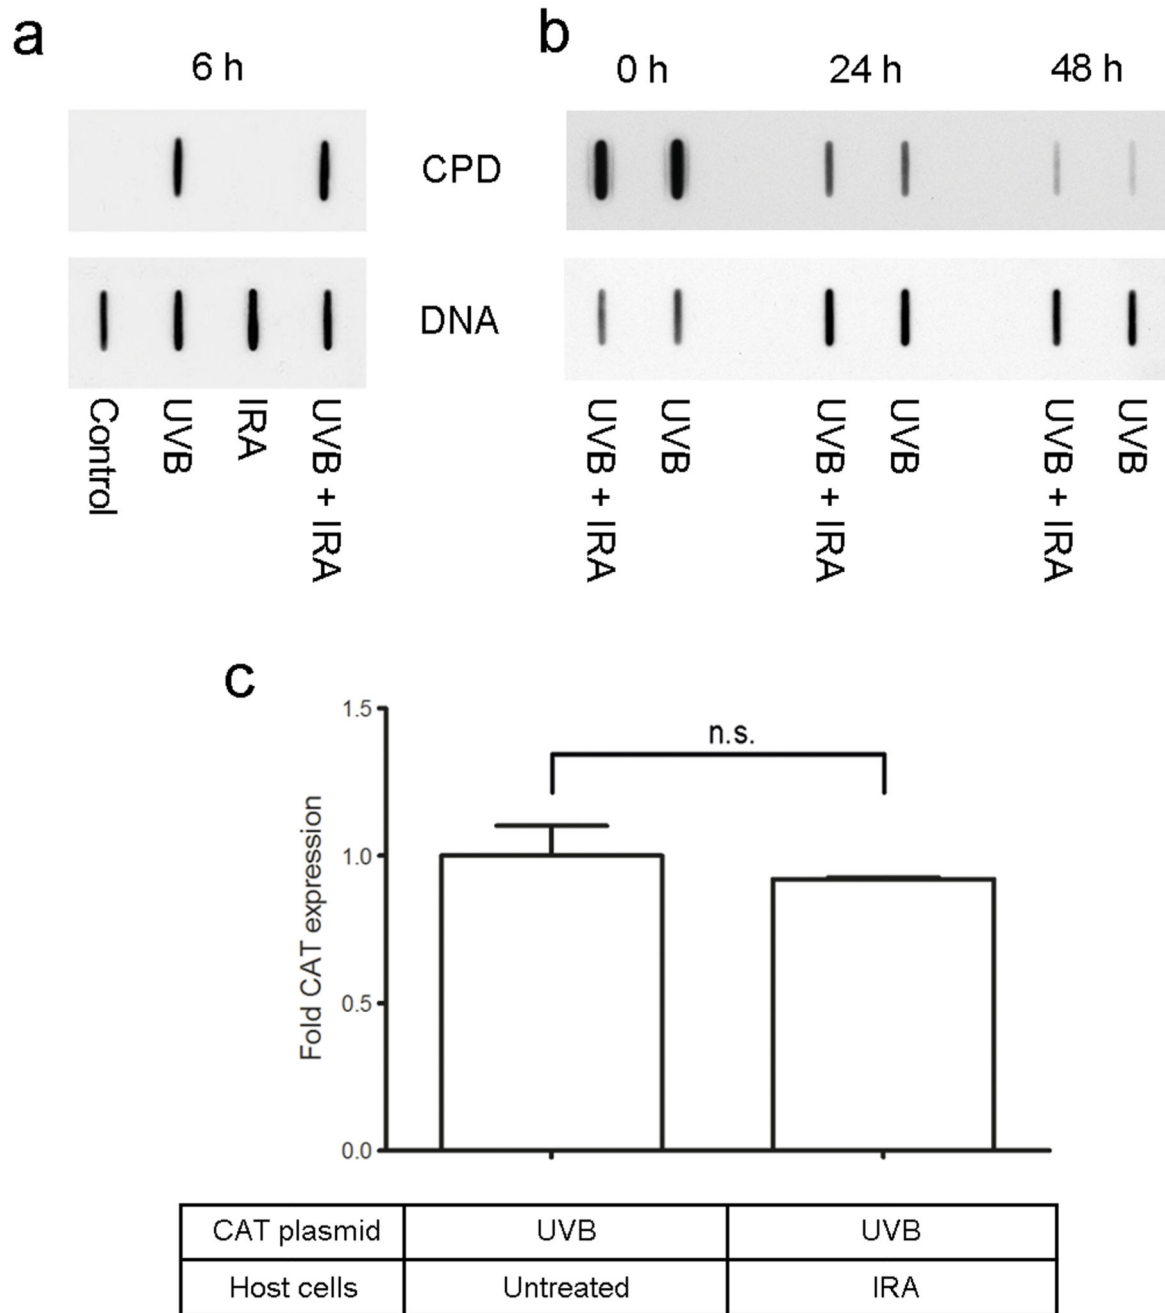 a
6 h
CPD
DNA
Control
UVB
IRA
UVB + IRA
b
0 h 24 h 48 h
UVB + IRA
UVB
UVB + IRA
UVB
UVB + IRA
UVB
c
1.5
1.0
0.5
0.0
Fold CAT expression
n.s.
CAT plasmid UVB UVB
Host cells Untreated IRA